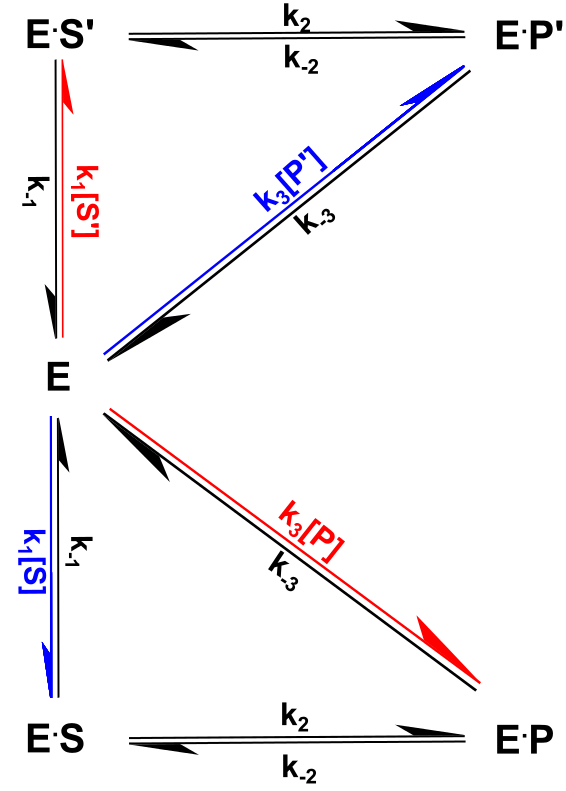 E·S'
k₂
k₋₂
E·P'
k₋₁
k₁[S']
k₃[P']
k₋₃
E
k₁[S]
k₋₁
k₃[P]
k₋₃
E·S
k₂
k₋₂
E·P